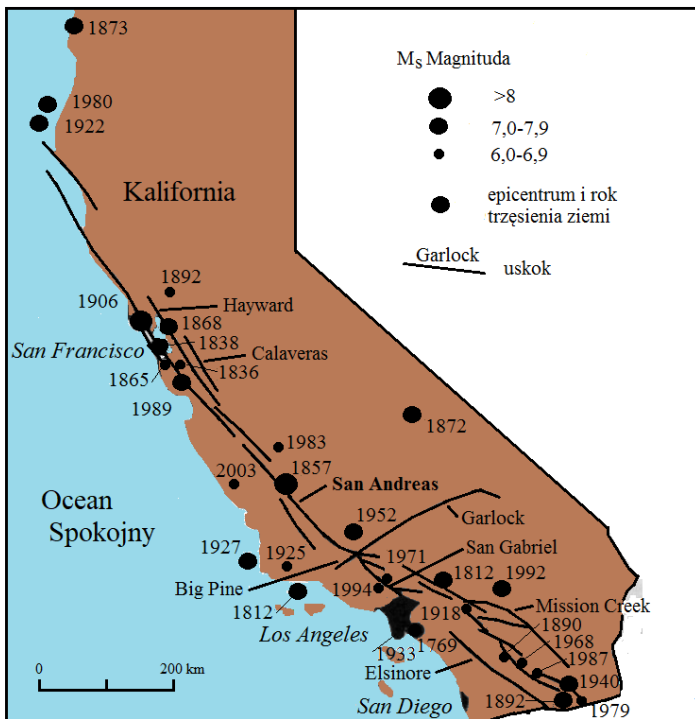 1873
M_S Magnituda
>8
7,0-7,9
6,0-6,9
epicentrum i rok
trzęsienia ziemi
Garlock
uskok
1980
1922
Kalifornia
1892
1906
Hayward
1868
San Francisco
1838
Calaveras
1865
1836
1989
1872
1983
2003
1857
San Andreas
Ocean
Spokojny
1952
Garlock
1927
1925
1971
San Gabriel
Big Pine
1994
1812
1992
1812
1918
Mission Creek
Los Angeles
1769
1890
1933
1968
Elsinore
1987
0
200 km
1940
San Diego
1892
1979